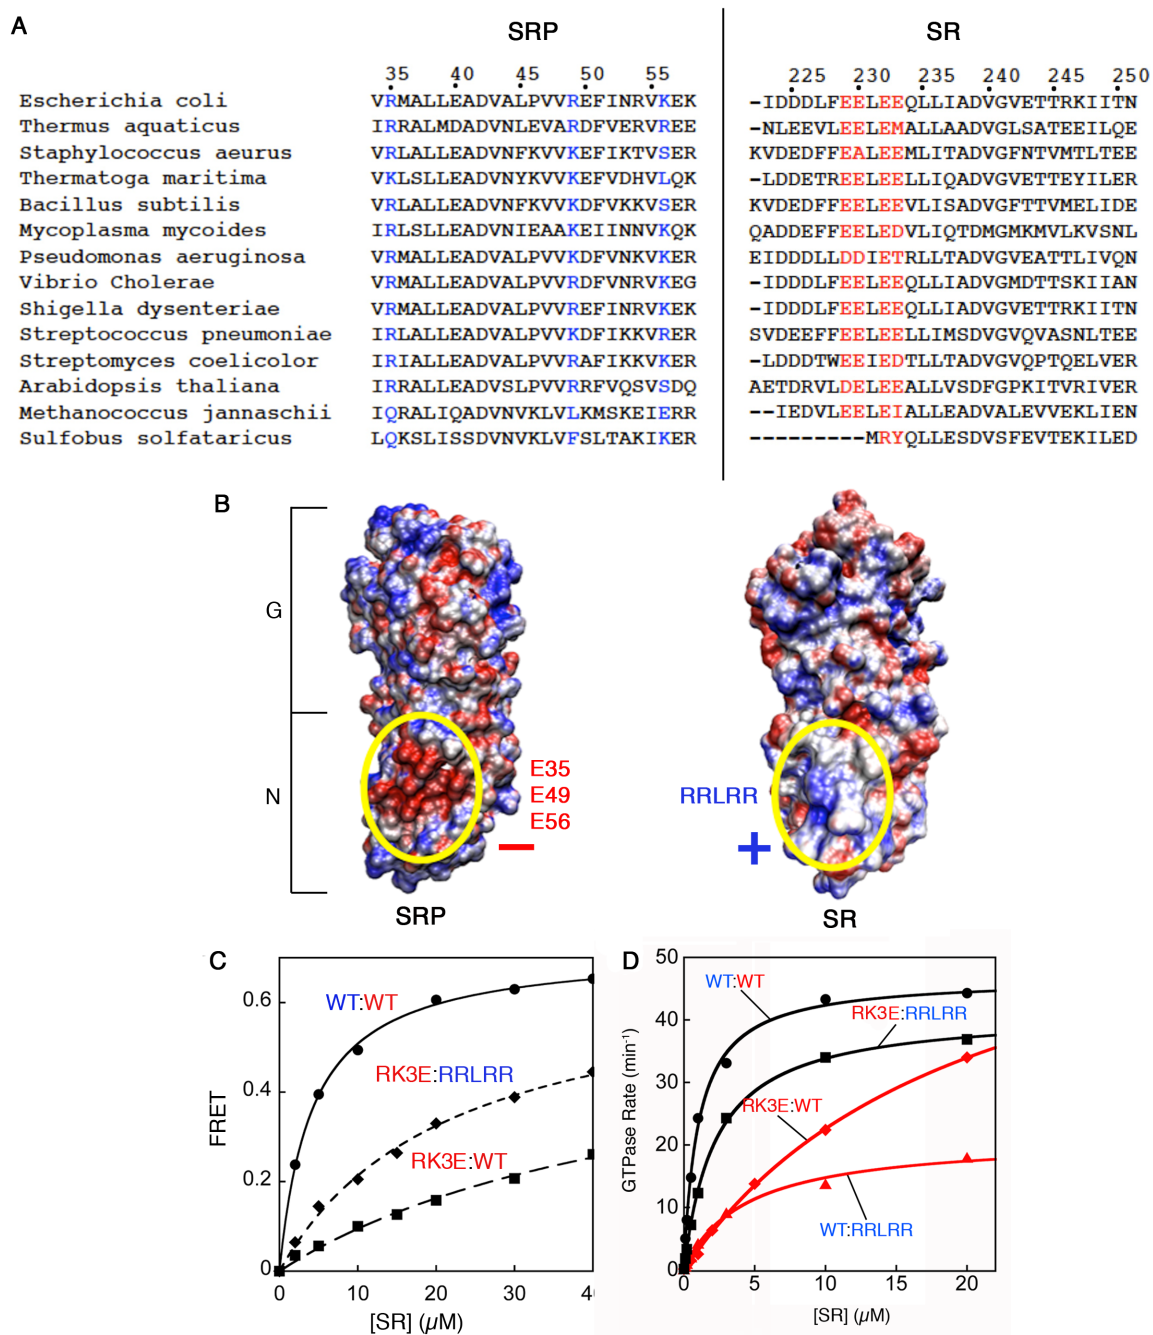 A
SRP SR
35 40 45 50 55 225 230 235 240 245 250
Escherichia coli VRMALLEADVALPVVREFINRVKEK -IDDDLFEELEEQLLIADVGVETTRKIITN
Thermus aquaticus IRRALMDADVNLEVARDFVERVREE -NLEEVLEELEMALLAADVGLSATEEILQE
Staphylococcus aeurus VRLALLEADVNFKVVKEFIKTVSER KVDEDFFEALEEMLITADVGFNTVMTLTEE
Thermatoga maritima VKLSLLEADVNYKVVKEFVDHVLQK -LDDETREELEELLIQADVGVETTEYILER
Bacillus subtilis VRLALLEADVNFKVVKDFVKKVSER KVDEDFFEELEEVLISADVGFTTVMELIDE
Mycoplasma mycoides IRLSLLEADVNIEAAKEIINNVKQK QADDEFFEELEDVLIQTDMGMKMVLKVSNL
Pseudomonas aeruginosa VRMALLEADVALPVVKDFVNKVKER EIDDDLLDDIETRLLTADVGVEATTLIVQN
Vibrio Cholerae VRMALLEADVALPVVRDFVNRVKEG -IDDDLFEELEEQLLIADVGMDTTSKIIAN
Shigella dysenteriae VRMALLEADVALPVVREFINRVKEK -IDDDLFEELEEQLLIADVGVETTRKIITN
Streptococcus pneumoniae IRLALLEADVALPVVKDFIKKVRER SVDEEFFEELEELLIMSDVGVQVASNLTEE
Streptomyces coelicolor IRIALLEADVALPVVRAFIKKVKER -LDDDTWEEIEDTLLTADVGVQPTQELVER
Arabidopsis thaliana IRRALLEADVSLPVVRRFVQSVSDQ AETDRVLDELEEALLVSDFGPKITVRIVER
Methanococcus jannaschii IQRALIQADVNVKLVLKMSKEIERR --IEDVLEELEIALLEADVALEVVEKLIEN
Sulfobus solfataricus LQKSLISSDVNVKLVFSLTAKIKER ---------MRYQLLESDVSFEVTEKILED
B
G
N
E35
E49
E56
−
RRLRR
+
SRP
SR
C
FRET
0.6
0.4
0.2
0
WT:WT
RK3E:RRLRR
RK3E:WT
0 10 20 30
[SR] (µM)
D
GTPase Rate (min⁻¹)
50
40
30
20
10
0
WT:WT
RK3E:RRLRR
RK3E:WT
WT:RRLRR
0 5 10 15 20
[SR] (µM)